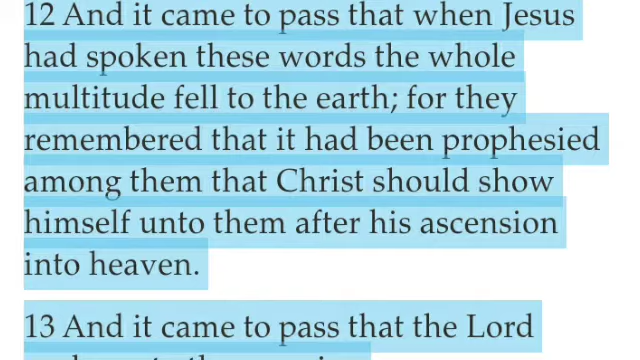 12 And it came to pass that when Jesus
had spoken these words the whole
multitude fell to the earth; for they
remembered that it had been prophesied
among them that Christ should show
himself unto them after his ascension
into heaven.
13 And it came to pass that the Lord